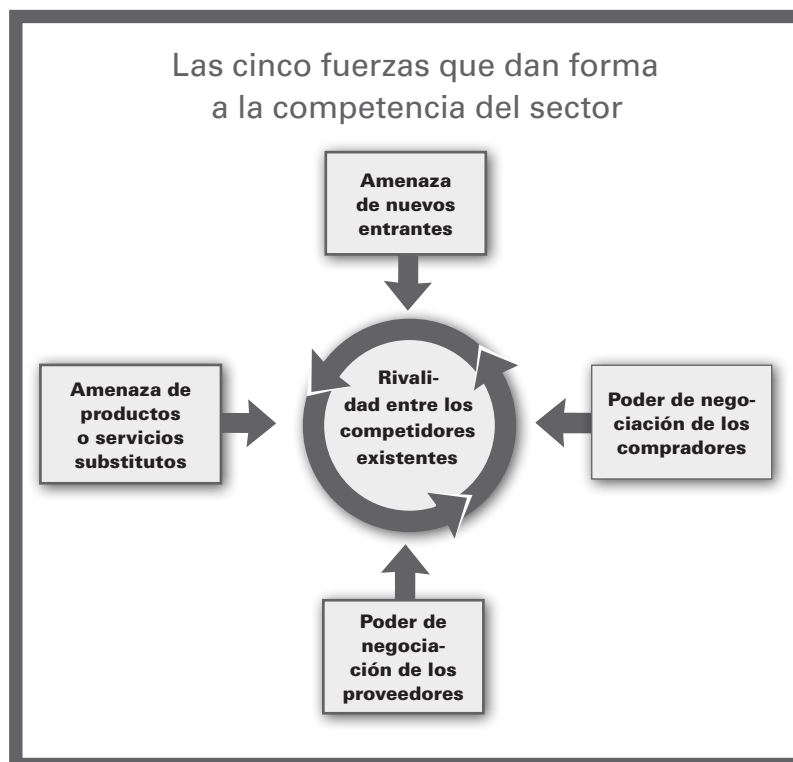 Las cinco fuerzas que dan forma
a la competencia del sector
Amenaza
de nuevos
entrantes
Amenaza de
productos
o servicios
substitutos
Rivali-
dad entre los
competidores
existentes
Poder de nego-
ciación de los
compradores
Poder de
negocia-
ción de los
proveedores